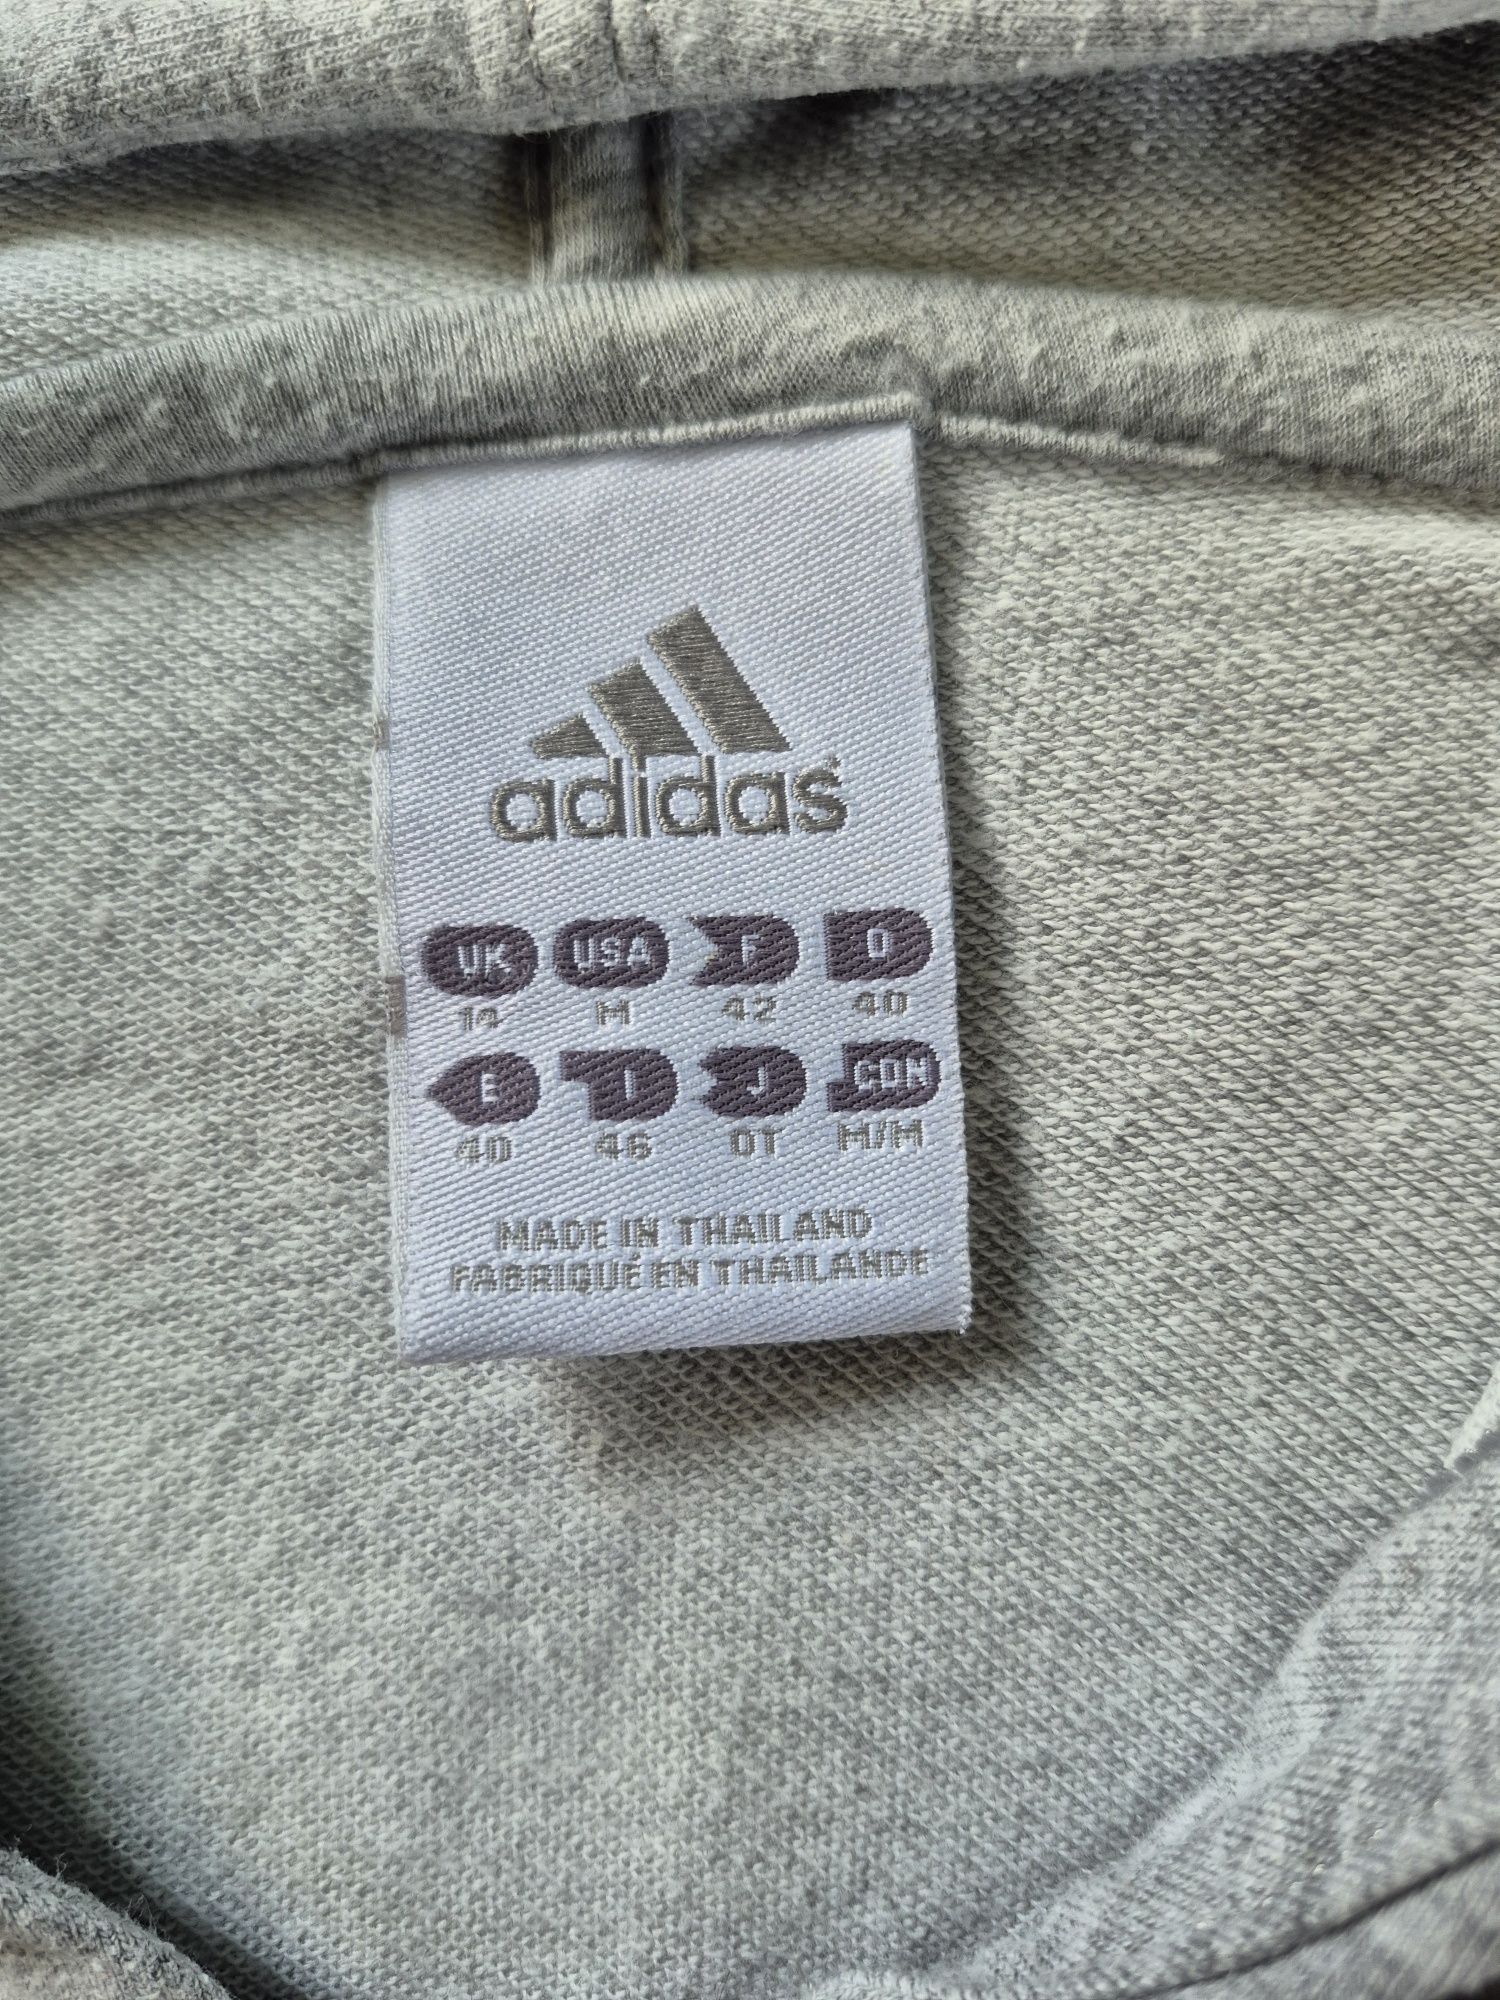 adidas
UK USA F D
14 M 42 40
E I J CDN
40 46 OT M/M
MADE IN THAILAND
FABRIQUÉ EN THAILANDE